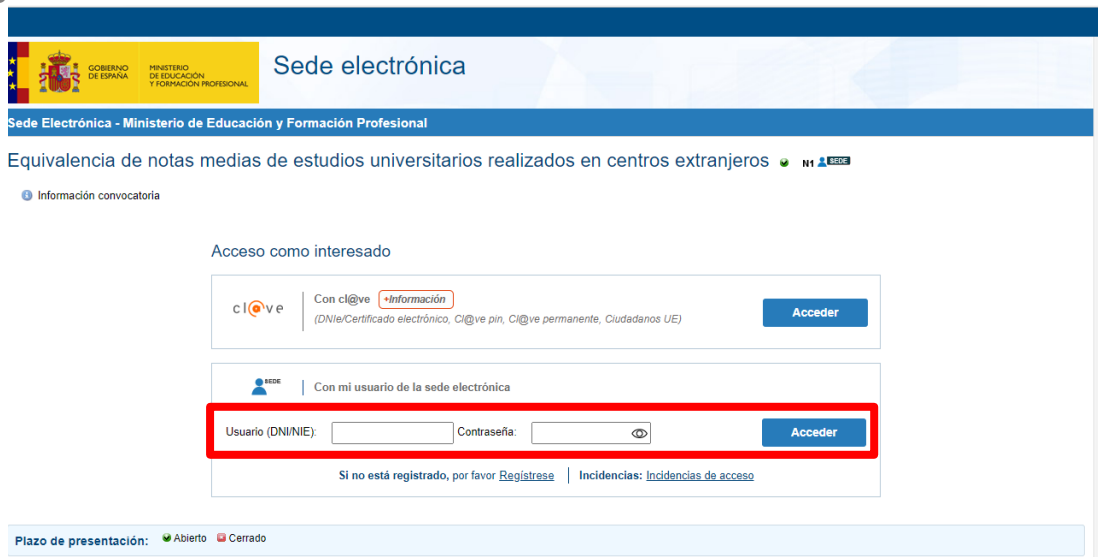 GOBIERNO
DE ESPAÑA
MINISTERIO
DE EDUCACIÓN
Y FORMACIÓN PROFESIONAL
Sede electrónica
Sede Electrónica - Ministerio de Educación y Formación Profesional
Equivalencia de notas medias de estudios universitarios realizados en centros extranjeros N1 SEDE
Información convocatoria
Acceso como interesado
cl@ve
Con cl@ve +Información
(DNIe/Certificado electrónico, Cl@ve pin, Cl@ve permanente, Ciudadanos UE)
Acceder
SEDE Con mi usuario de la sede electrónica
Usuario (DNI/NIE): Contraseña: Acceder
Si no está registrado, por favor Regístrese Incidencias: Incidencias de acceso
Plazo de presentación: Abierto Cerrado